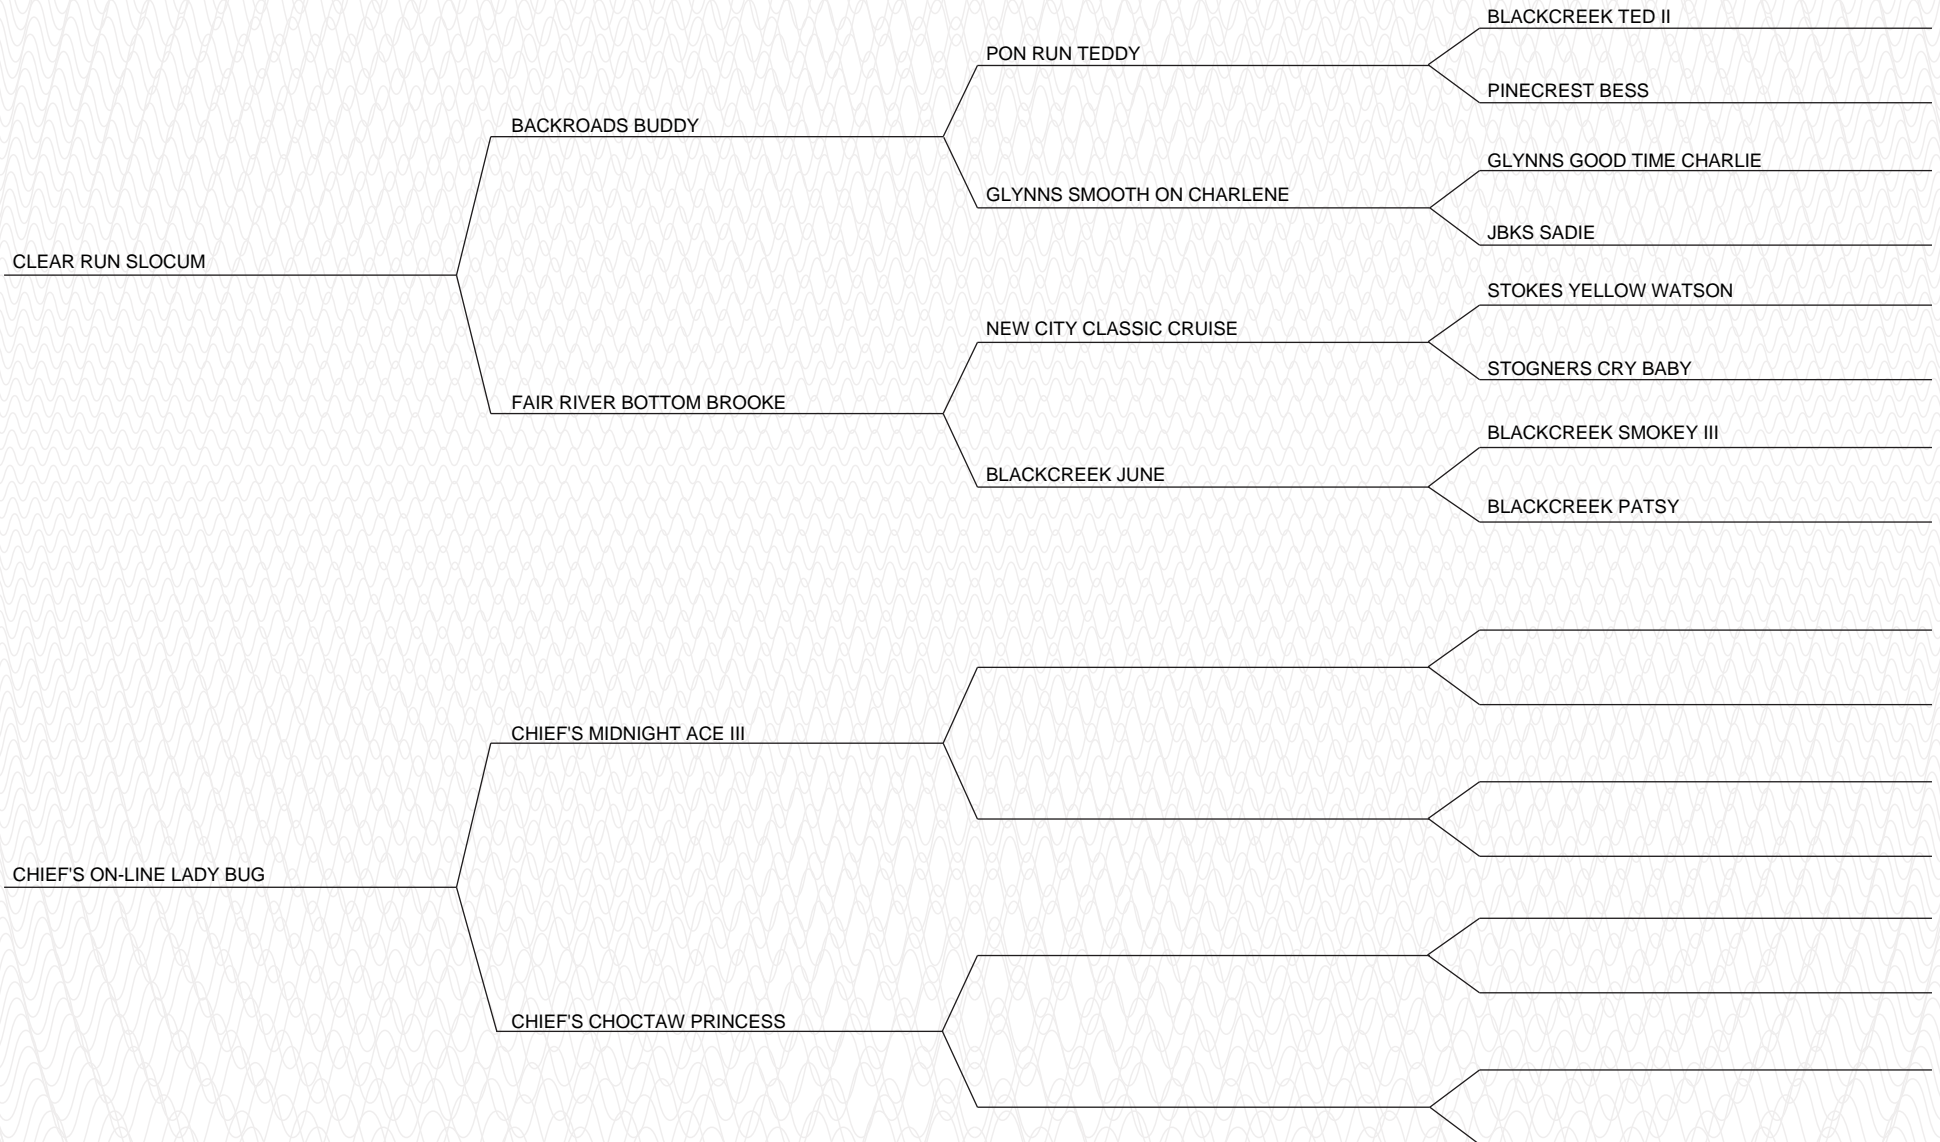 BLACKCREEK TED II
PON RUN TEDDY
PINECREST BESS
BACKROADS BUDDY
GLYNNS GOOD TIME CHARLIE
GLYNNS SMOOTH ON CHARLENE
JBKS SADIE
CLEAR RUN SLOCUM
STOKES YELLOW WATSON
NEW CITY CLASSIC CRUISE
STOGNERS CRY BABY
FAIR RIVER BOTTOM BROOKE
BLACKCREEK SMOKEY III
BLACKCREEK JUNE
BLACKCREEK PATSY
CHIEF'S MIDNIGHT ACE III
CHIEF'S ON-LINE LADY BUG
CHIEF'S CHOCTAW PRINCESS